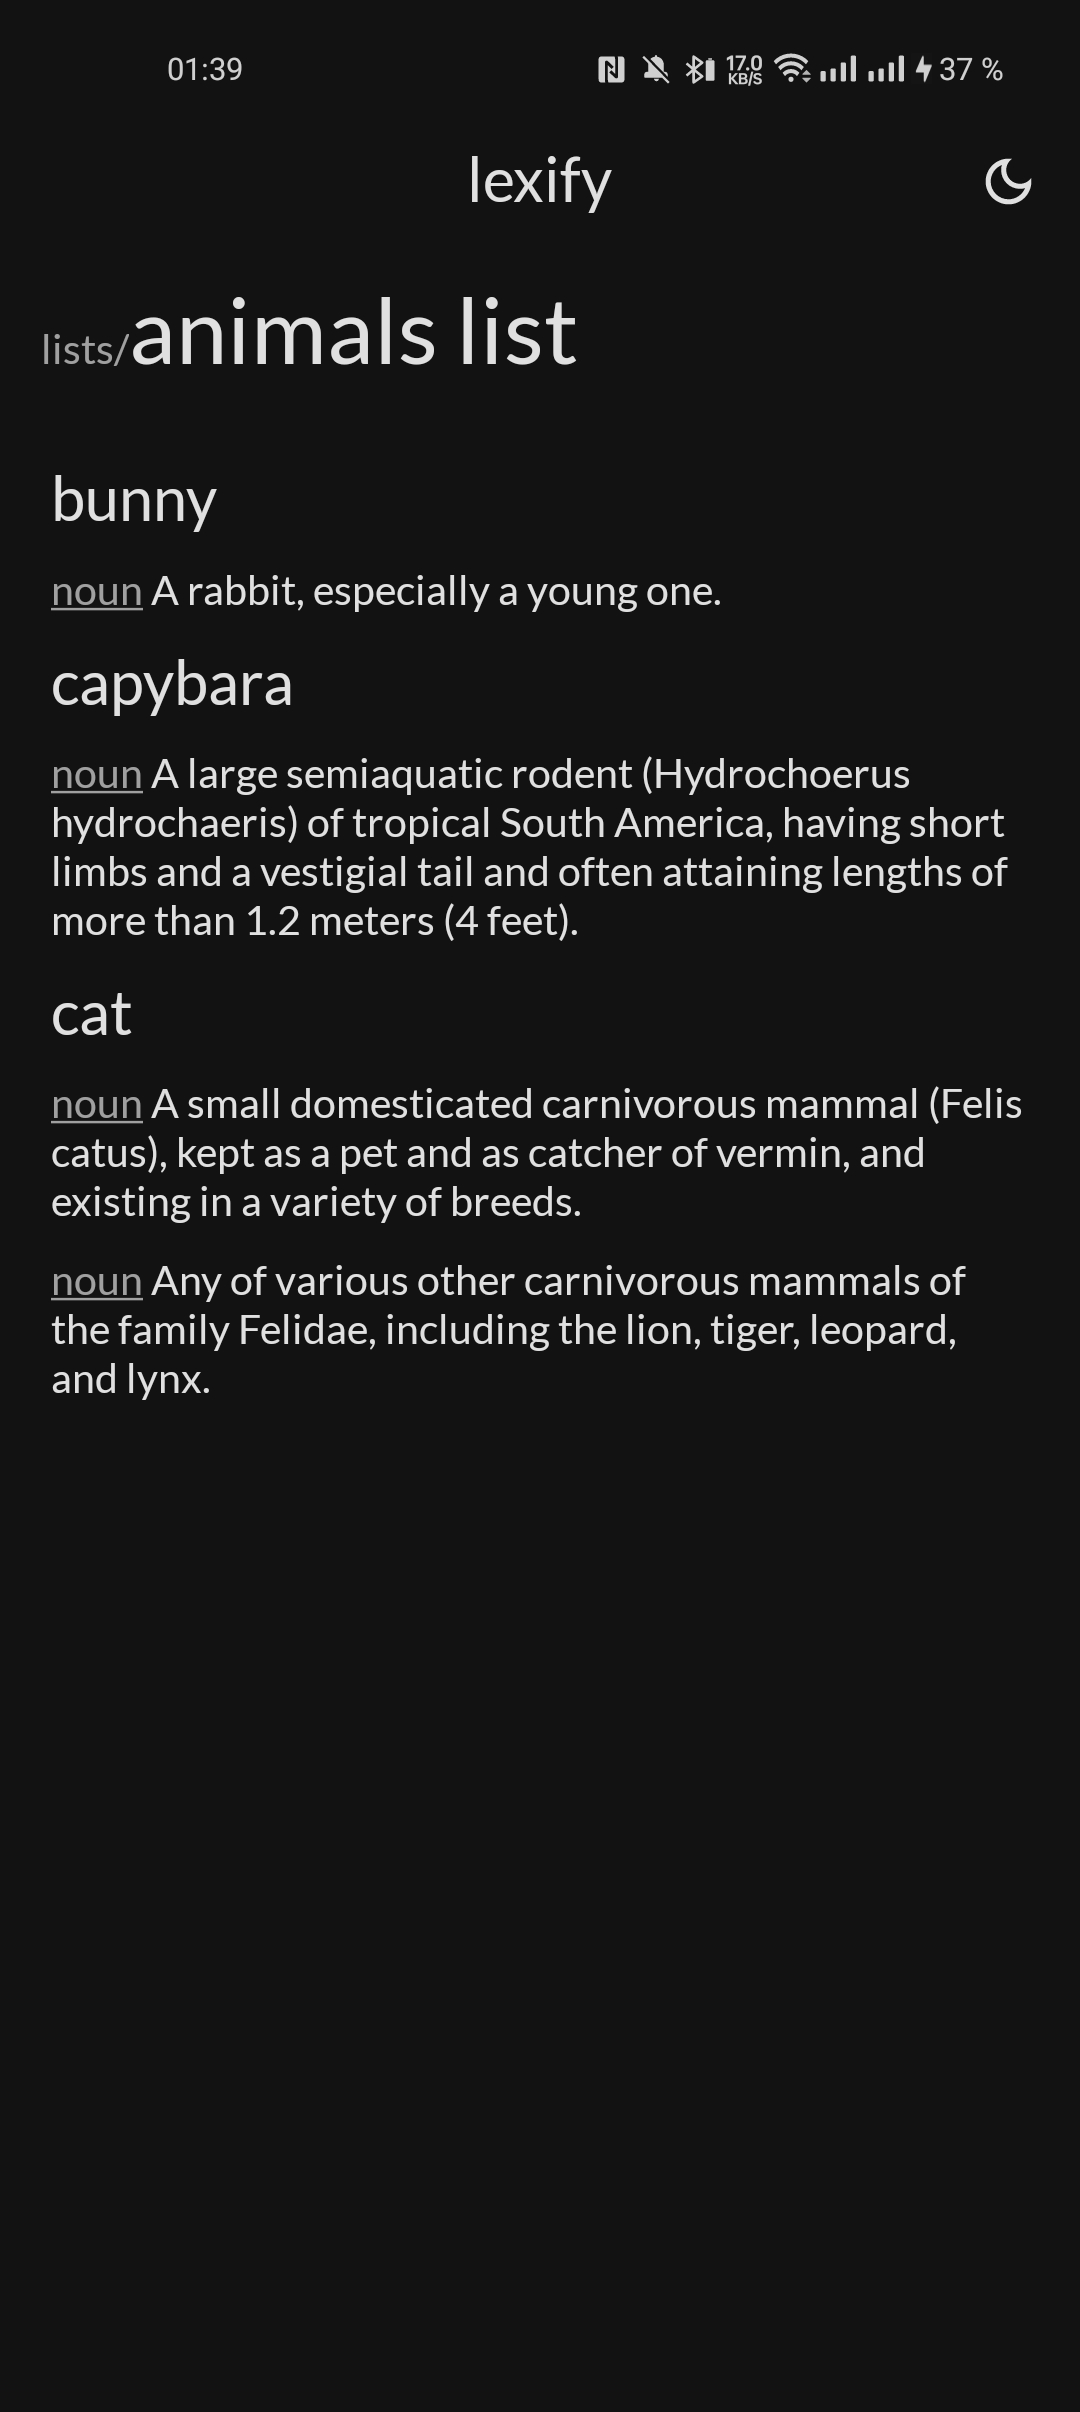 01:39
17.0
KB/S
37 %
lexify
lists/animals list
bunny
noun A rabbit, especially a young one.
capybara
noun A large semiaquatic rodent (Hydrochoerus
hydrochaeris) of tropical South America, having short
limbs and a vestigial tail and often attaining lengths of
more than 1.2 meters (4 feet).
cat
noun A small domesticated carnivorous mammal (Felis
catus), kept as a pet and as catcher of vermin, and
existing in a variety of breeds.
noun Any of various other carnivorous mammals of
the family Felidae, including the lion, tiger, leopard,
and lynx.